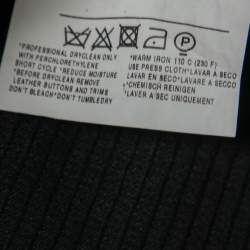 P
*PROFESSIONAL DRYCLEAN ONLY
WITH PERCHLORETHYLENE
SHORT CYCLE *REDUCE MOISTURE
*BEFORE DRYCLEAN REMOVE
LEATHER BUTTONS AND TRIMS
DON'T BLEACH*DON'T TUMBLEDRY
*WARM IRON 110 C (230 F)
USE PRESS CLOTH*LAVAR A SECO
LAVAR EN SECO*LAVAR A SECO
*CHEMISCH REINIGEN
LAVER A SEC UNIQUEMENT